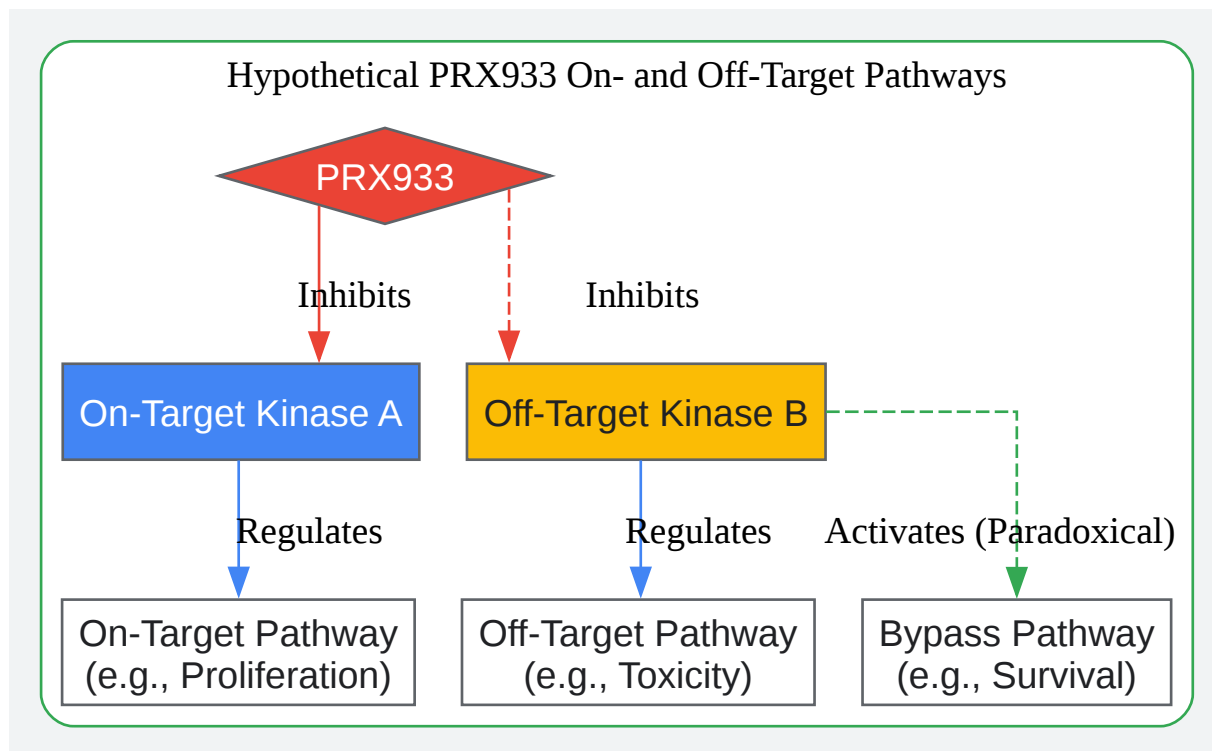 Hypothetical PRX933 On- and Off-Target Pathways
PRX933
Inhibits
Inhibits
On-Target Kinase A
Off-Target Kinase B
Regulates
Regulates
Activates (Paradoxical)
On-Target Pathway
(e.g., Proliferation)
Off-Target Pathway
(e.g., Toxicity)
Bypass Pathway
(e.g., Survival)